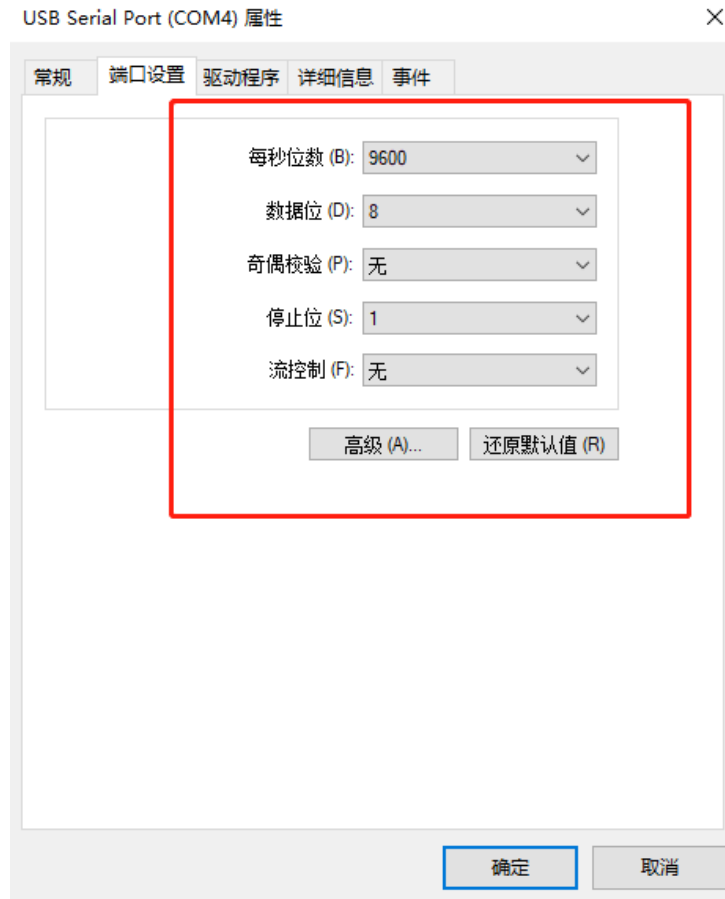 USB Serial Port (COM4) 属性
常规 端口设置 驱动程序 详细信息 事件
每秒位数 (B): 9600
数据位 (D): 8
奇偶校验 (P): 无
停止位 (S): 1
流控制 (F): 无
高级 (A)... 还原默认值 (R)
确定 取消